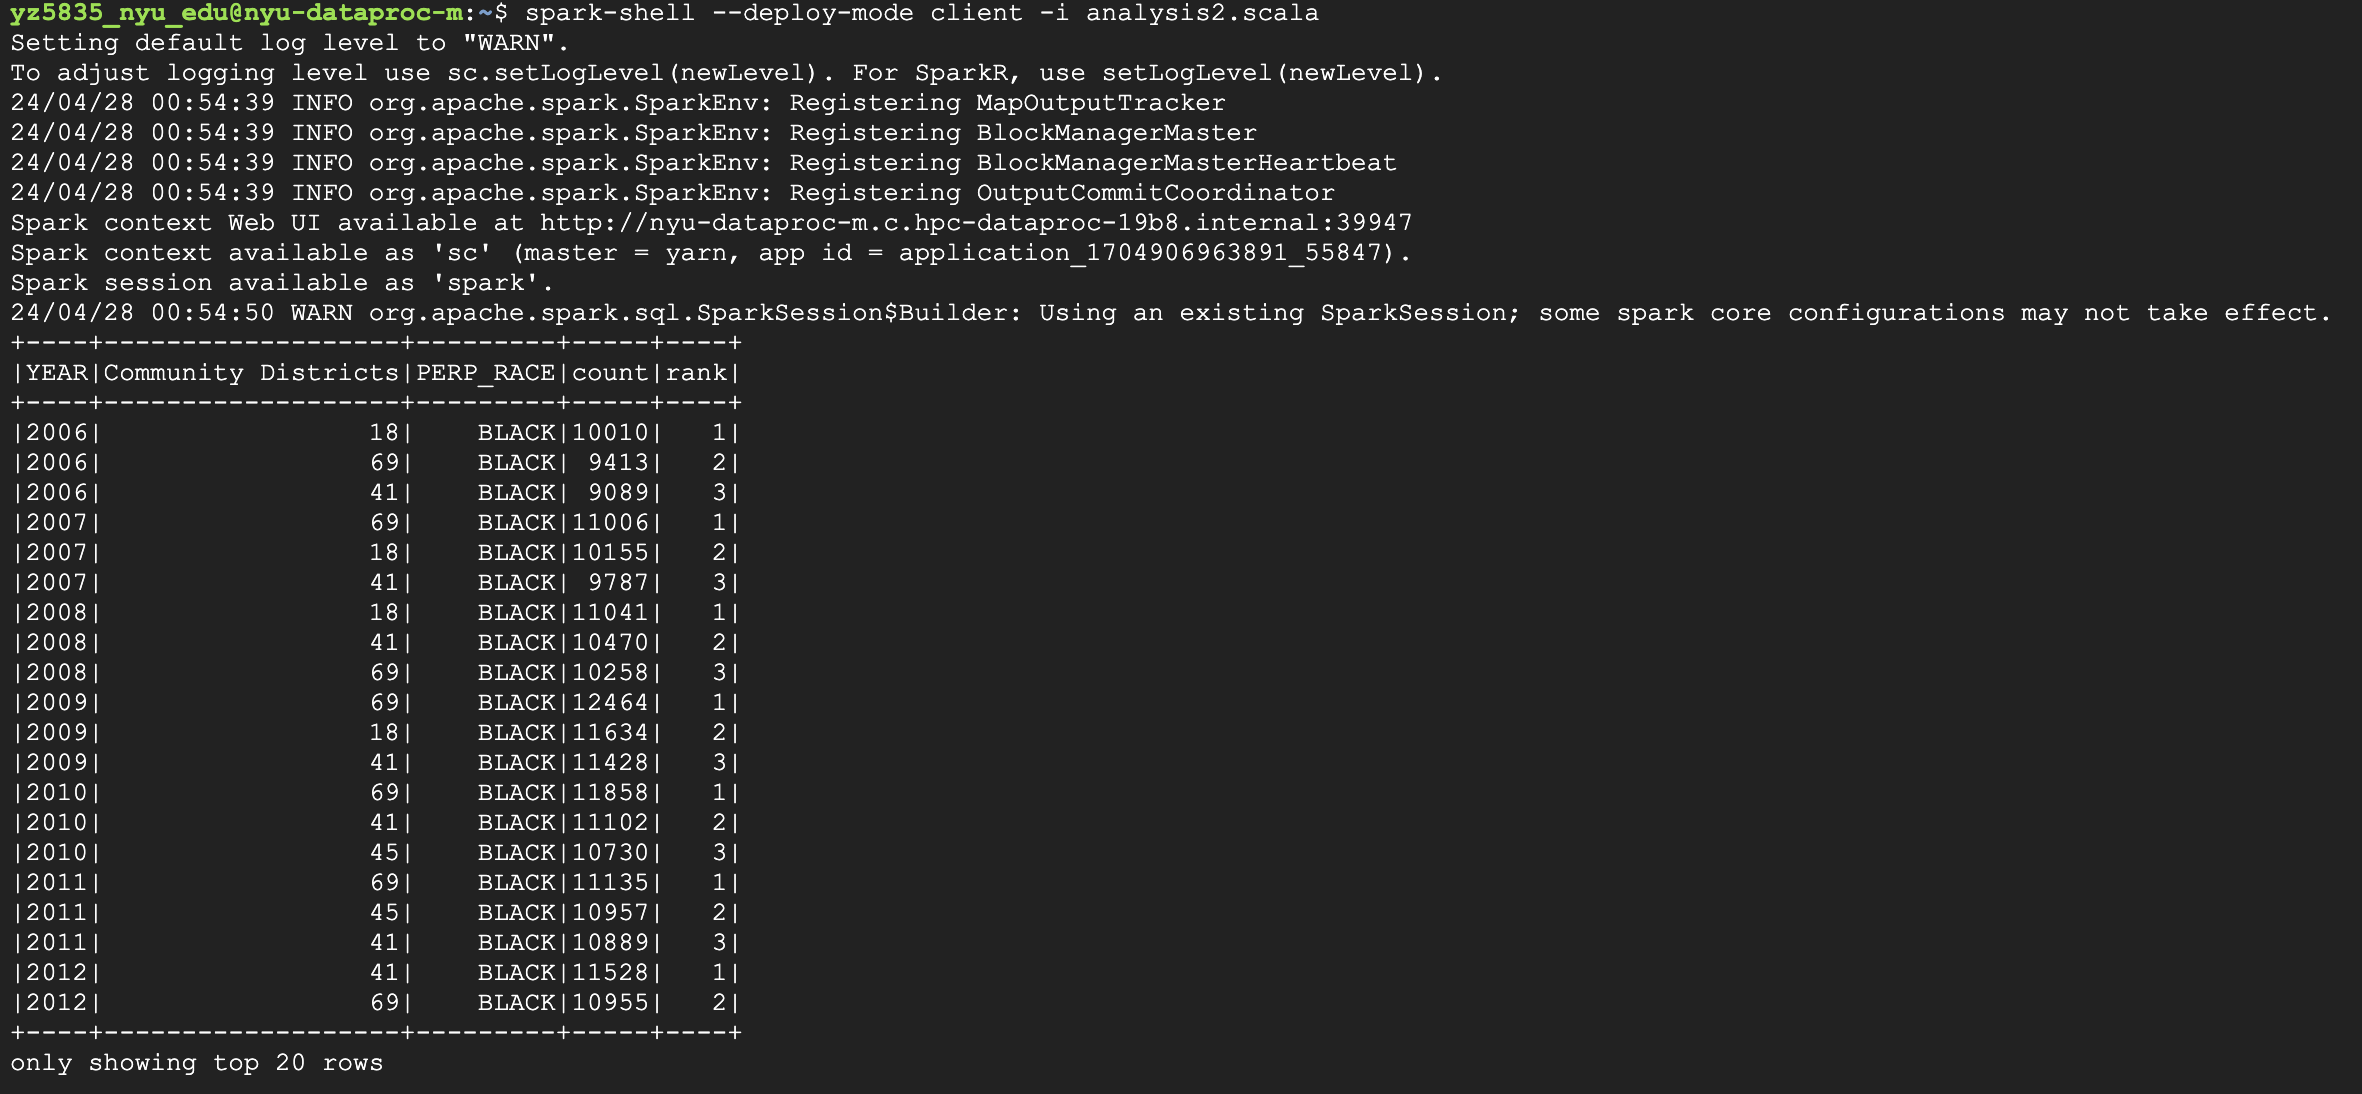 yz5835_nyu_edu@nyu-dataproc-m:~$ spark-shell --deploy-mode client -i analysis2.scala
Setting default log level to "WARN".
To adjust logging level use sc.setLogLevel(newLevel). For SparkR, use setLogLevel(newLevel).
24/04/28 00:54:39 INFO org.apache.spark.SparkEnv: Registering MapOutputTracker
24/04/28 00:54:39 INFO org.apache.spark.SparkEnv: Registering BlockManagerMaster
24/04/28 00:54:39 INFO org.apache.spark.SparkEnv: Registering BlockManagerMasterHeartbeat
24/04/28 00:54:39 INFO org.apache.spark.SparkEnv: Registering OutputCommitCoordinator
Spark context Web UI available at http://nyu-dataproc-m.c.hpc-dataproc-19b8.internal:39947
Spark context available as 'sc' (master = yarn, app id = application_1704906963891_55847).
Spark session available as 'spark'.
24/04/28 00:54:50 WARN org.apache.spark.sql.SparkSession$Builder: Using an existing SparkSession; some spark core configurations may not take effect.
+----+-------------------+---------+-----+----+
|YEAR|Community Districts|PERP_RACE|count|rank|
+----+-------------------+---------+-----+----+
|2006|                 18|    BLACK|10010|   1|
|2006|                 69|    BLACK| 9413|   2|
|2006|                 41|    BLACK| 9089|   3|
|2007|                 69|    BLACK|11006|   1|
|2007|                 18|    BLACK|10155|   2|
|2007|                 41|    BLACK| 9787|   3|
|2008|                 18|    BLACK|11041|   1|
|2008|                 41|    BLACK|10470|   2|
|2008|                 69|    BLACK|10258|   3|
|2009|                 69|    BLACK|12464|   1|
|2009|                 18|    BLACK|11634|   2|
|2009|                 41|    BLACK|11428|   3|
|2010|                 69|    BLACK|11858|   1|
|2010|                 41|    BLACK|11102|   2|
|2010|                 45|    BLACK|10730|   3|
|2011|                 69|    BLACK|11135|   1|
|2011|                 45|    BLACK|10957|   2|
|2011|                 41|    BLACK|10889|   3|
|2012|                 41|    BLACK|11528|   1|
|2012|                 69|    BLACK|10955|   2|
+----+-------------------+---------+-----+----+
only showing top 20 rows